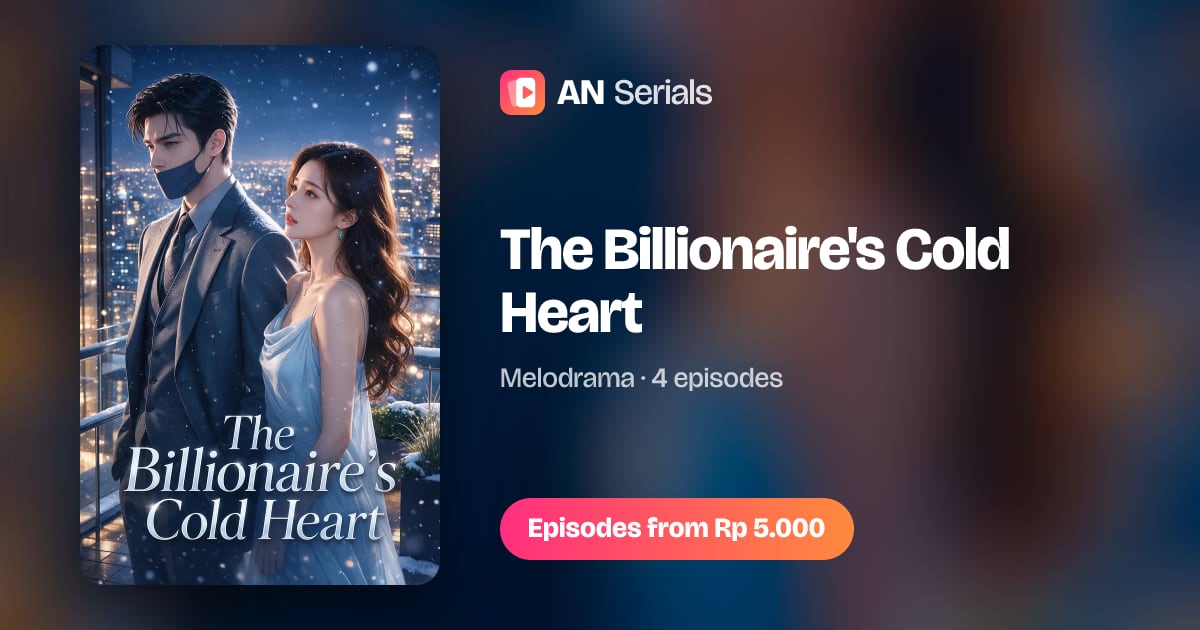 The
Billionaire’s
Cold Heart
AN Serials
The Billionaire's Cold
Heart
Melodrama · 4 episodes
Episodes from Rp 5.000